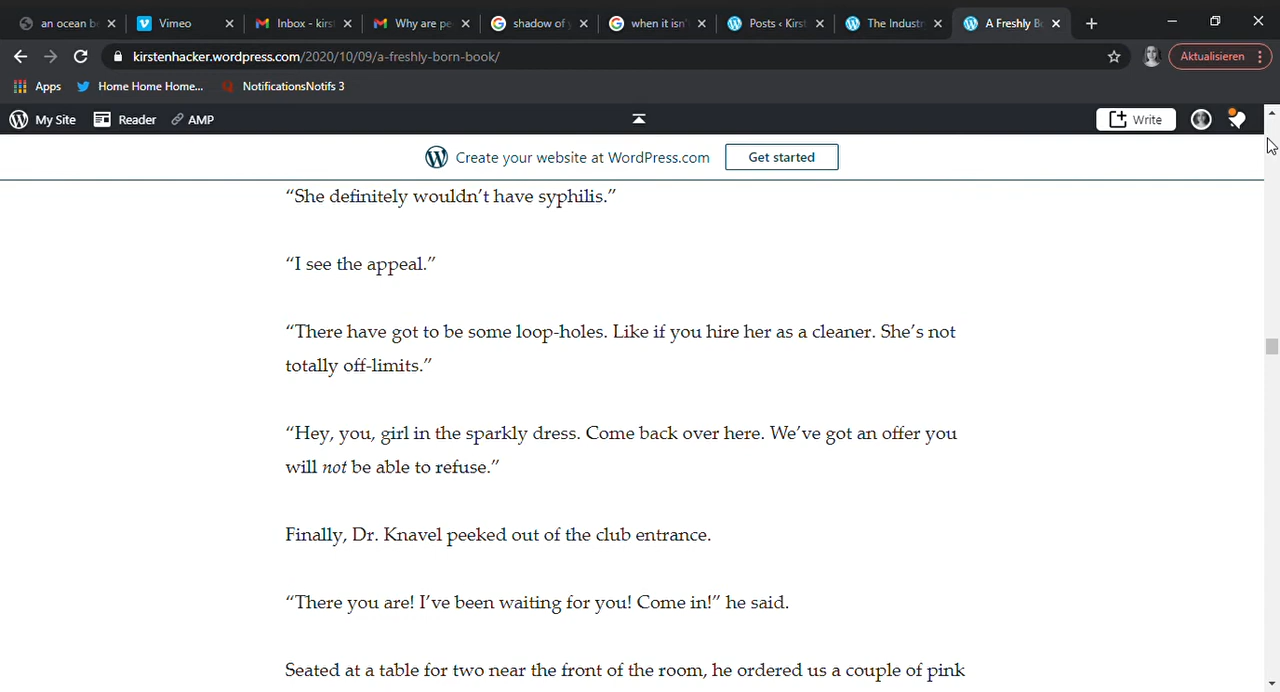 an ocean b
Vimeo
Inbox - kirst
Why are pe
shadow of y
when it isn'
Posts ‹ Kirst
The Industr
A Freshly Bo
kirstenhacker.wordpress.com/2020/10/09/a-freshly-born-book/
Aktualisieren
Apps
Home Home Home...
NotificationsNotifs 3
My Site
Reader
AMP
Write
Create your website at WordPress.com
Get started
“She definitely wouldn’t have syphilis.”
“I see the appeal.”
“There have got to be some loop-holes. Like if you hire her as a cleaner. She’s not
totally off-limits.”
“Hey, you, girl in the sparkly dress. Come back over here. We’ve got an offer you
will not be able to refuse.”
Finally, Dr. Knavel peeked out of the club entrance.
“There you are! I’ve been waiting for you! Come in!” he said.
Seated at a table for two near the front of the room, he ordered us a couple of pink